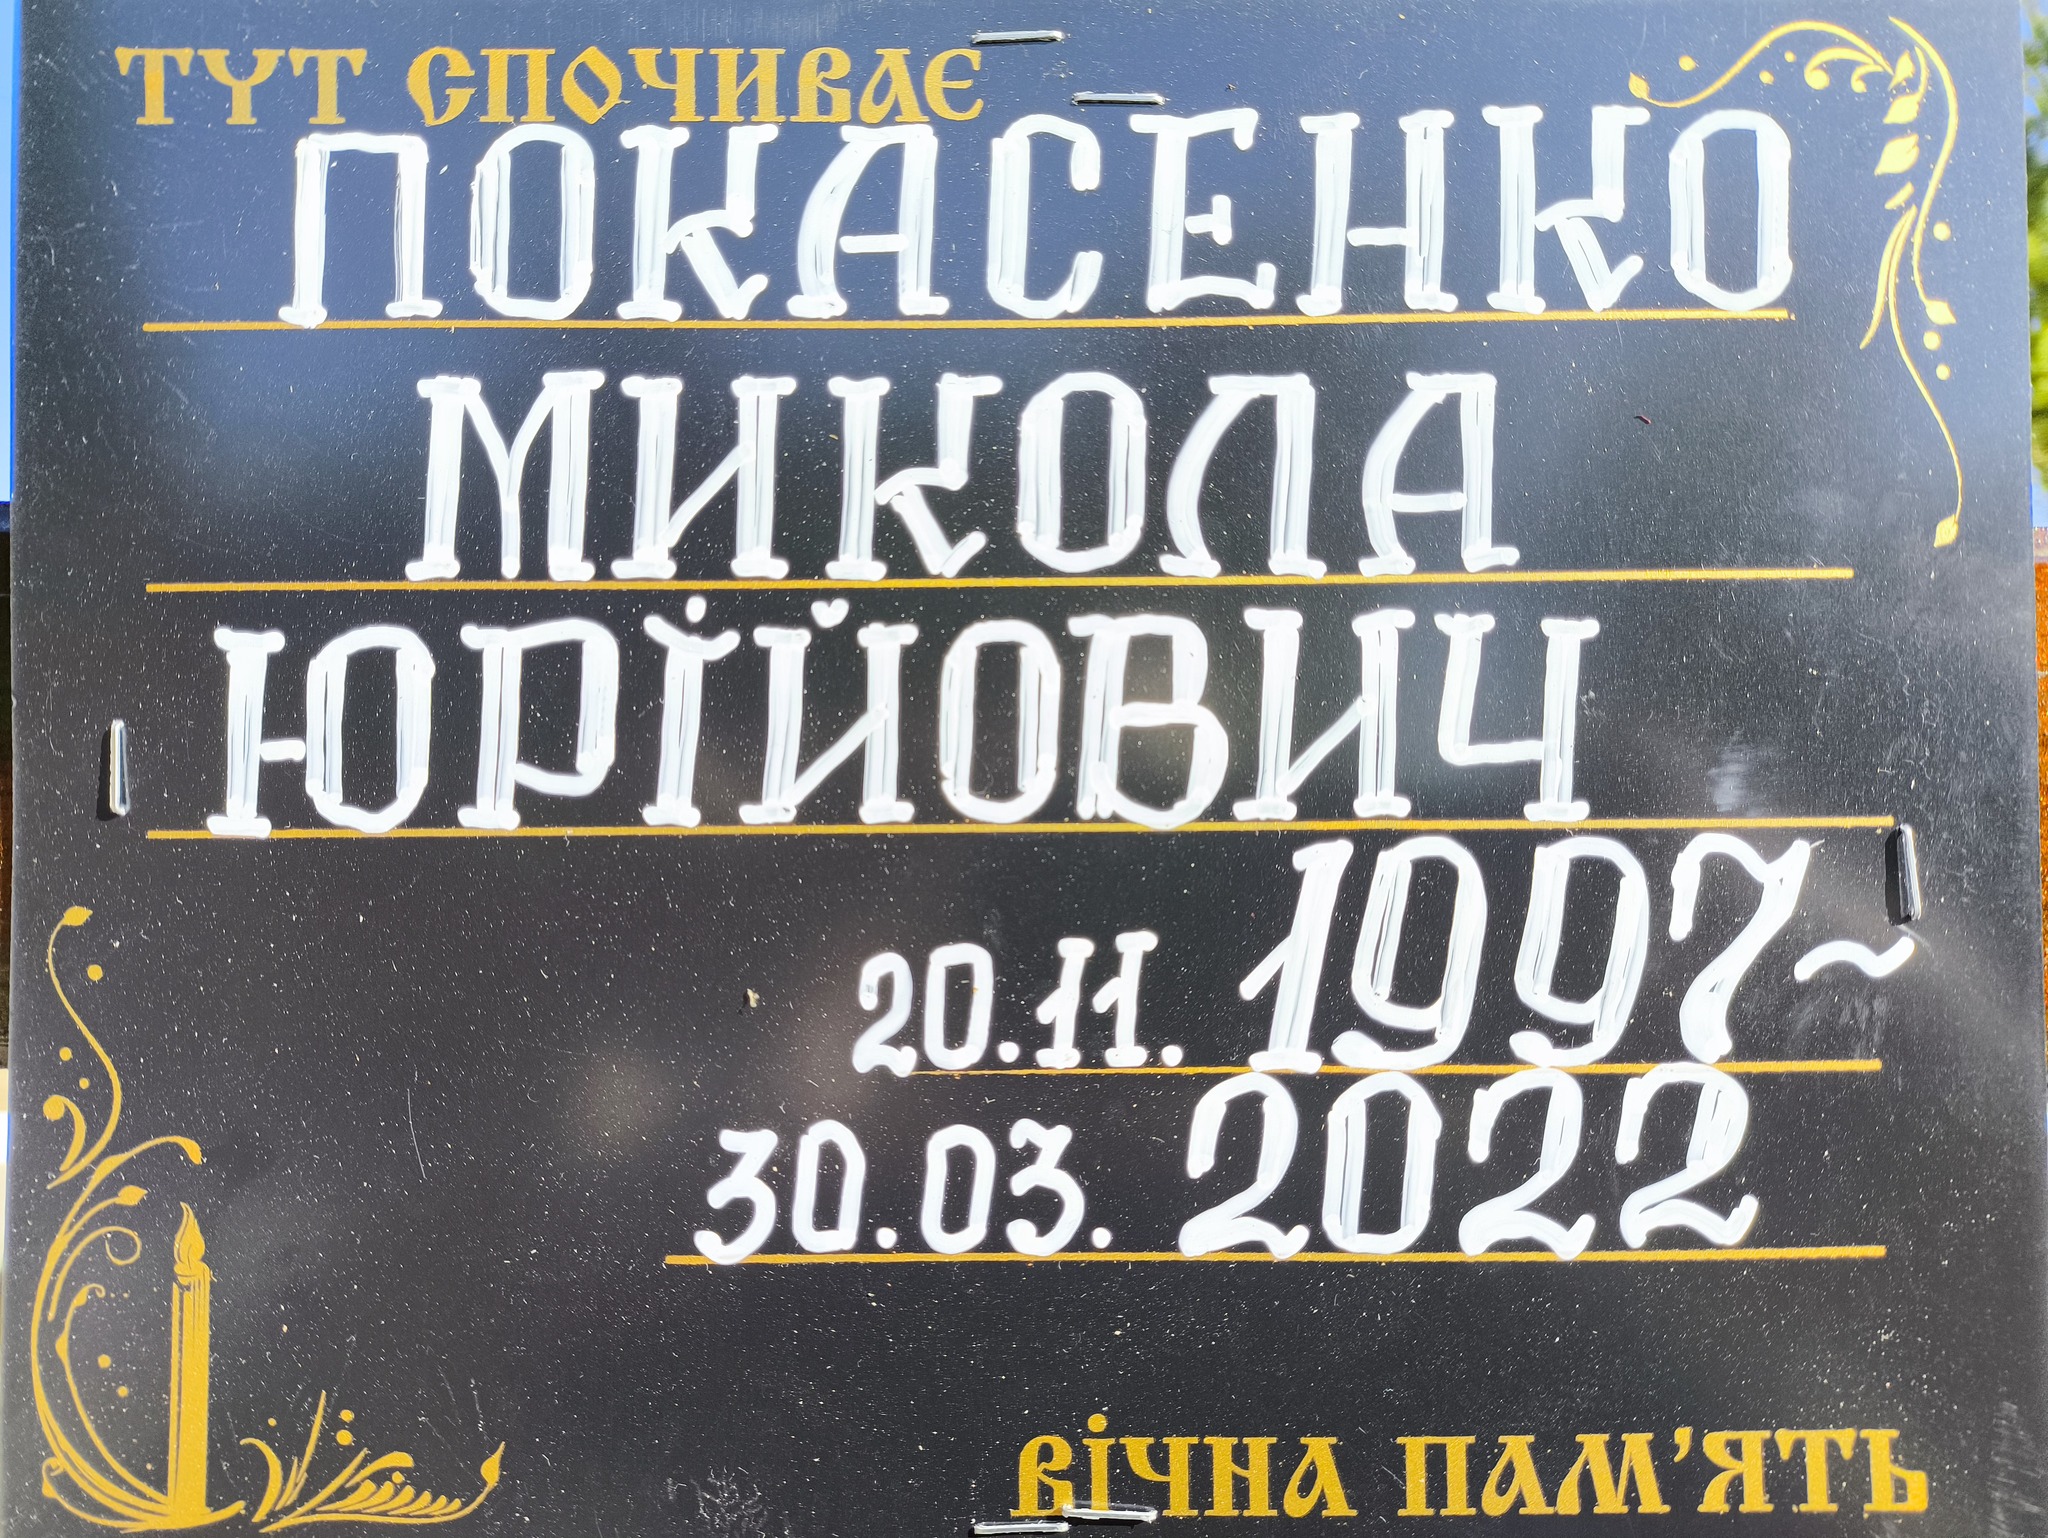 ТУТ СПОЧИВАЄ
ПОКАСЕНКО
МИКОЛА
ЮРІЙОВИЧ
20.11.1997~
30.03.2022
ВІЧНА ПАМ'ЯТЬ